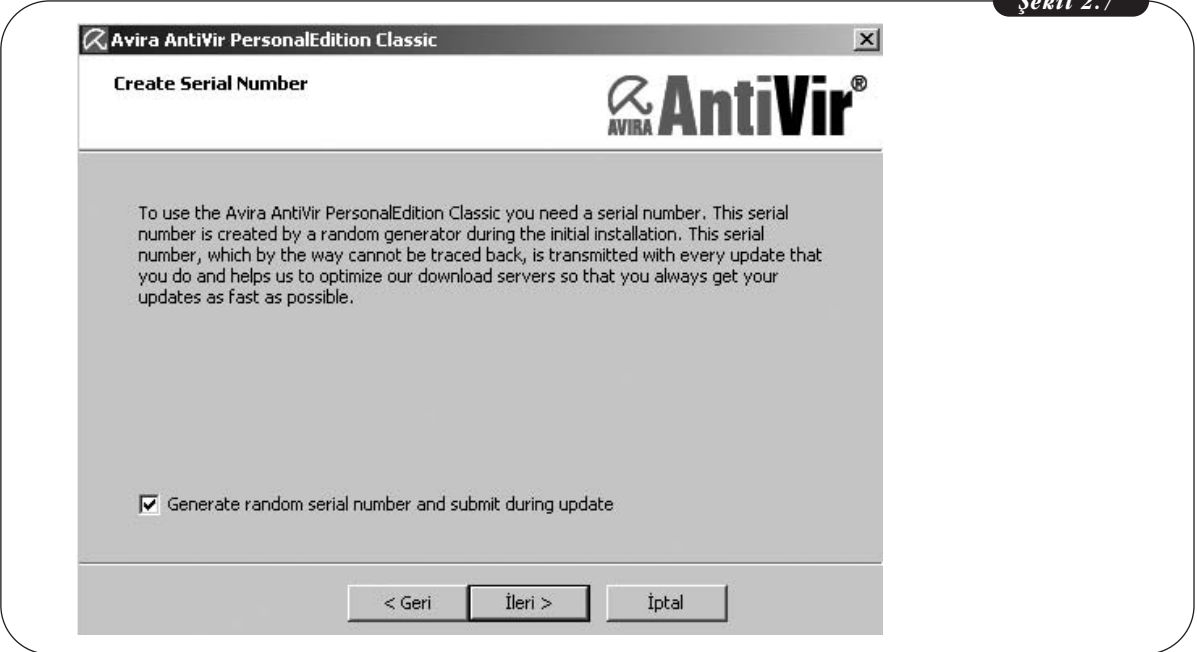 Şekil 2.7
Avira AntiVir PersonalEdition Classic
Create Serial Number
AVIRA AntiVir®
To use the Avira AntiVir PersonalEdition Classic you need a serial number. This serial
number is created by a random generator during the initial installation. This serial
number, which by the way cannot be traced back, is transmitted with every update that
you do and helps us to optimize our download servers so that you always get your
updates as fast as possible.
Generate random serial number and submit during update
< Geri
İleri >
İptal